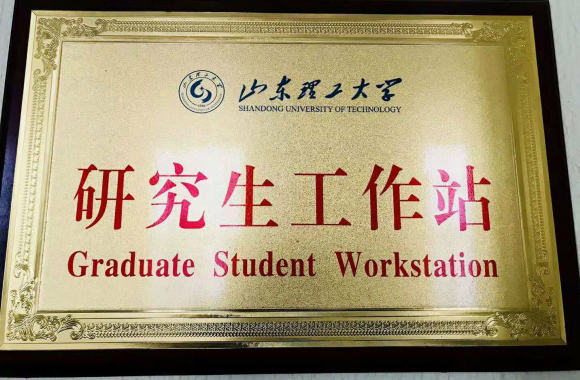 山东理工大学
SHANDONG UNIVERSITY OF TECHNOLOGY
研究生工作站
Graduate Student Workstation